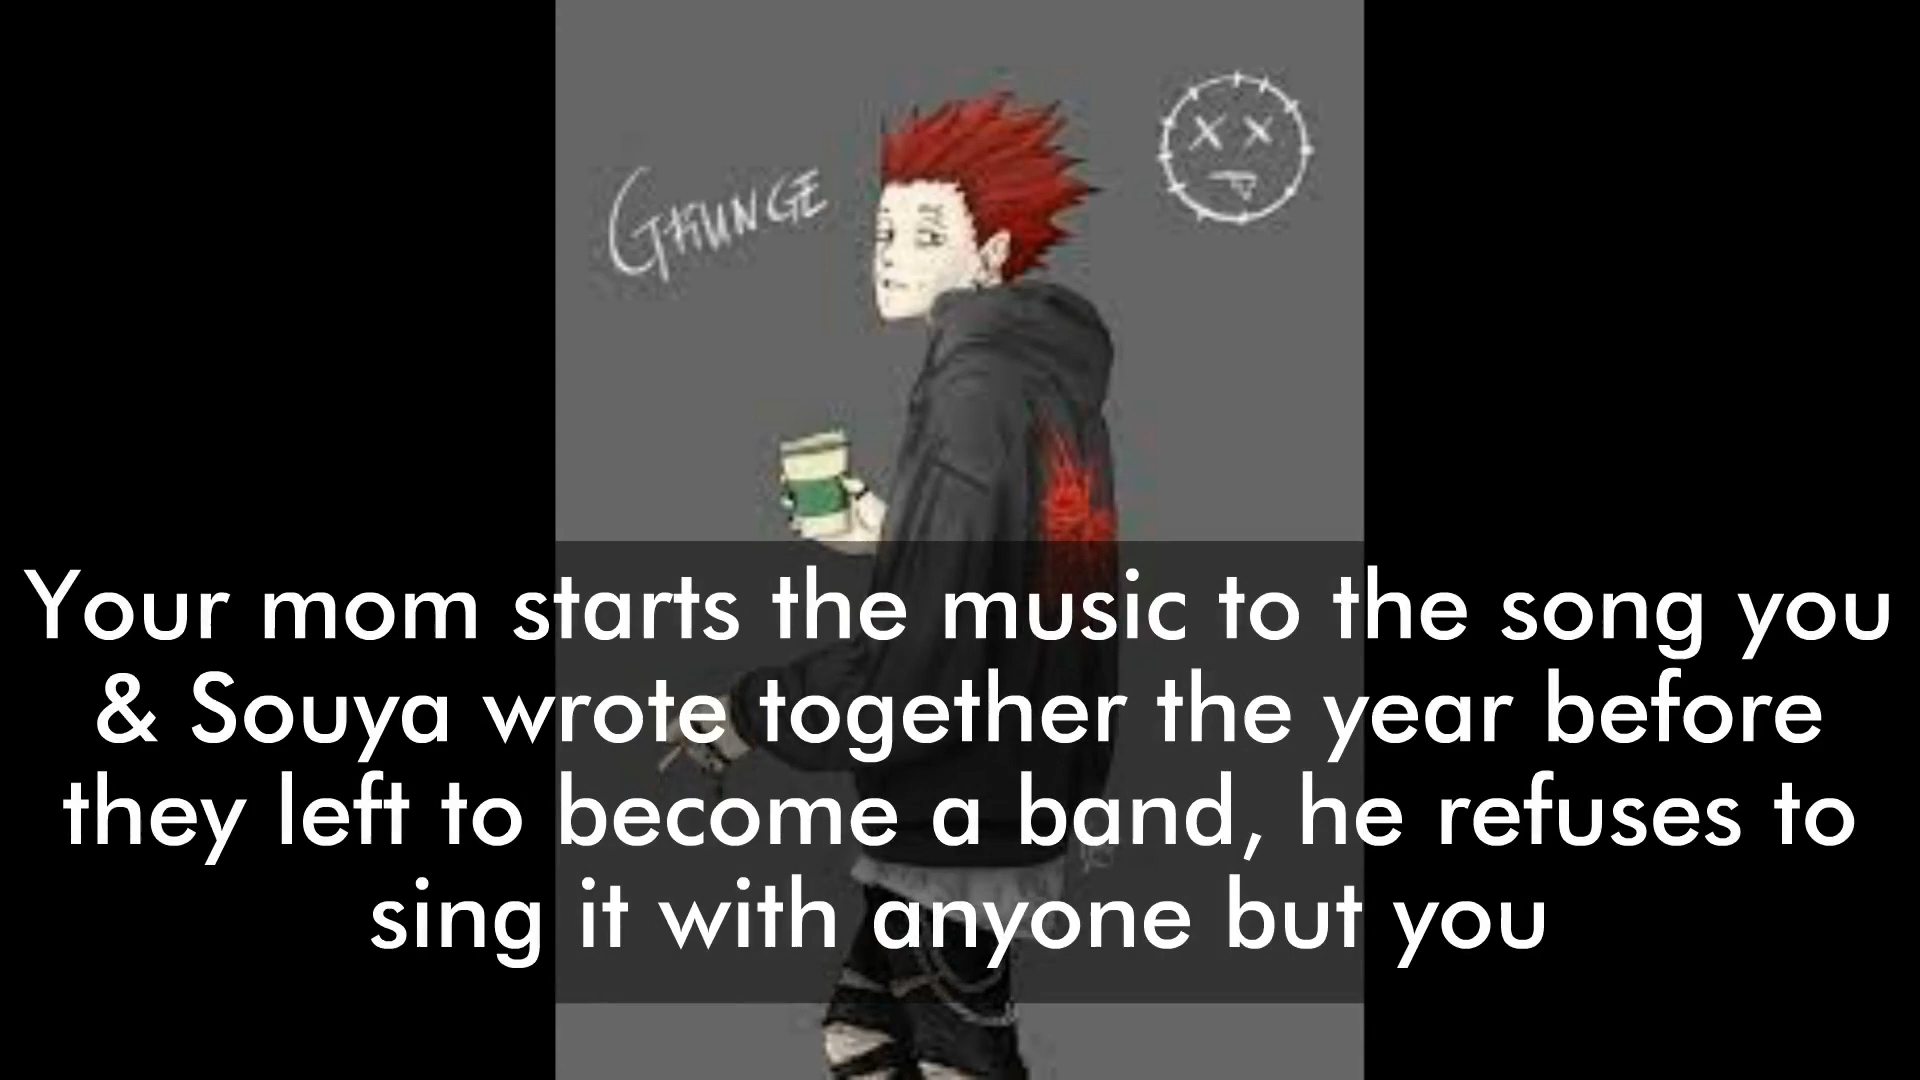 GRUNGE
Your mom starts the music to the song you
& Souya wrote together the year before
they left to become a band, he refuses to
sing it with anyone but you